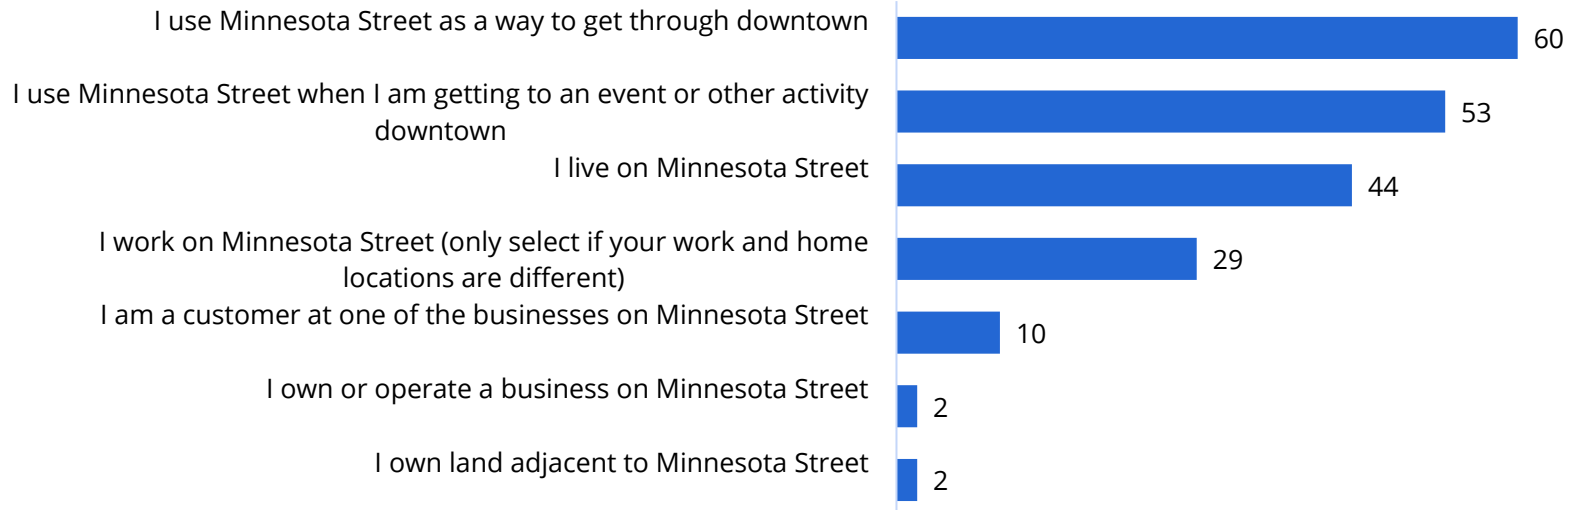 I use Minnesota Street as a way to get through downtown
60
I use Minnesota Street when I am getting to an event or other activity
downtown
53
I live on Minnesota Street
44
I work on Minnesota Street (only select if your work and home
locations are different)
29
I am a customer at one of the businesses on Minnesota Street
10
I own or operate a business on Minnesota Street
2
I own land adjacent to Minnesota Street
2